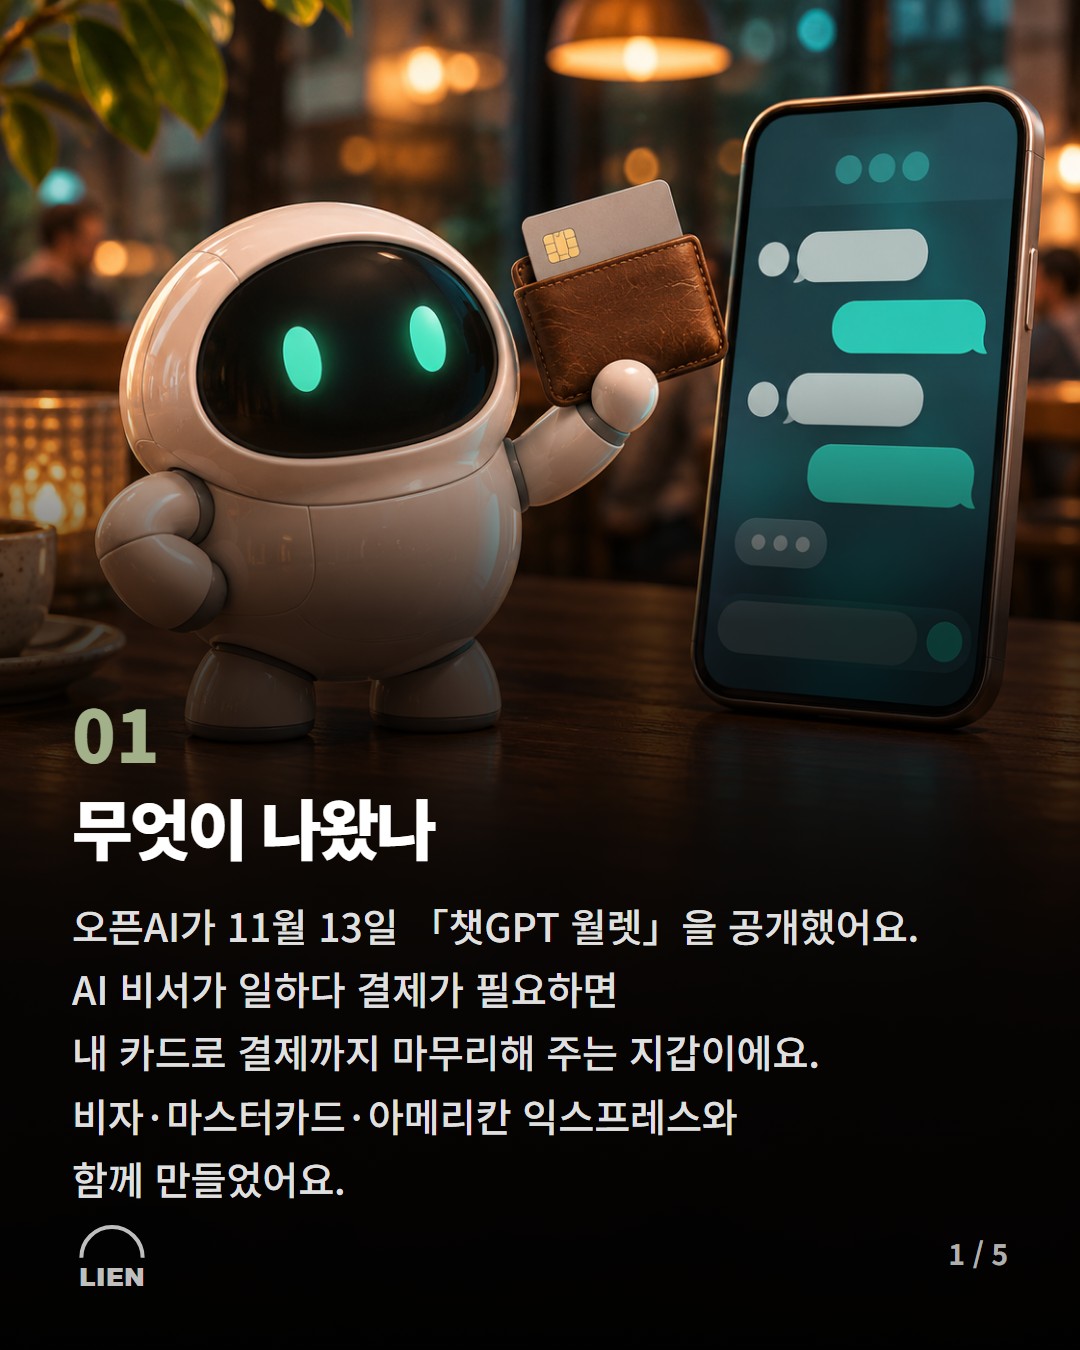 01
무엇이 나왔나
오픈AI가 11월 13일 「챗GPT 월렛」을 공개했어요.
AI 비서가 일하다 결제가 필요하면
내 카드로 결제까지 마무리해 주는 지갑이에요.
비자·마스터카드·아메리칸 익스프레스와
함께 만들었어요.
LIEN
1 / 5